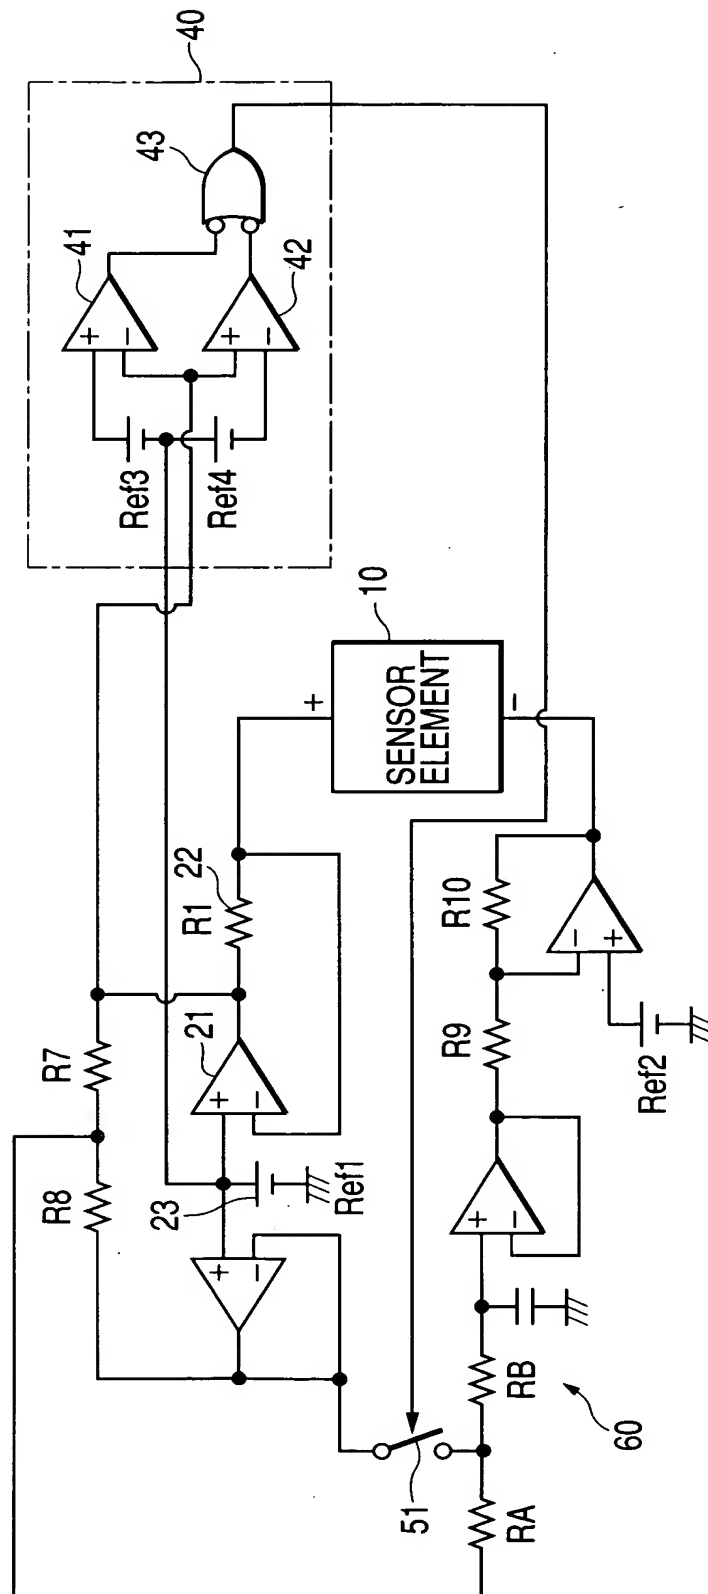 40
43
41
42
+
-
+
-
Ref3
Ref4
10
+
SENSOR
ELEMENT
-
22
R1
R10
R7
21
+
-
R9
-
+
Ref2
R8
23
Ref1
+
-
+
-
51
RB
60
RA